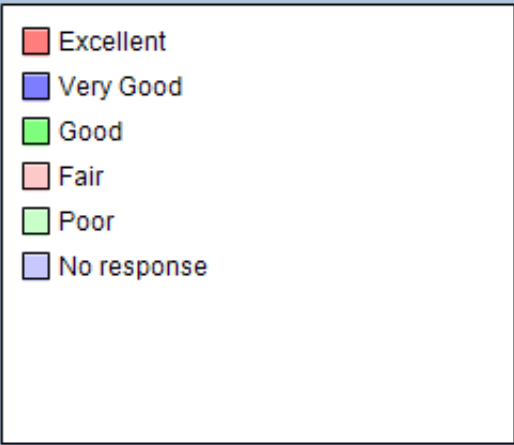 Excellent
Very Good
Good
Fair
Poor
No response